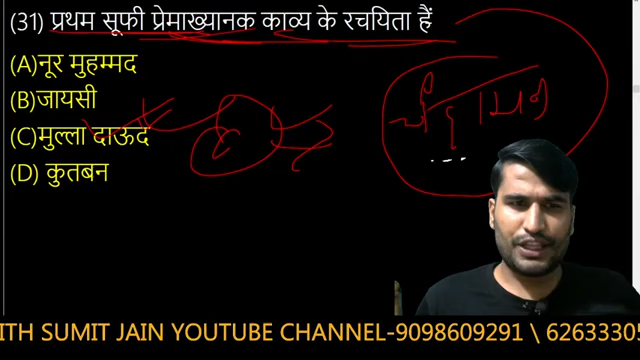 (31) प्रथम सूफी प्रेमाख्यानक काव्य के रचयिता हैं
(A)नूर मुहम्मद
(B)जायसी
(C)मुल्ला दाऊद
(D) कुतबन
ITH SUMIT JAIN YOUTUBE CHANNEL-9098609291 \ 62633305